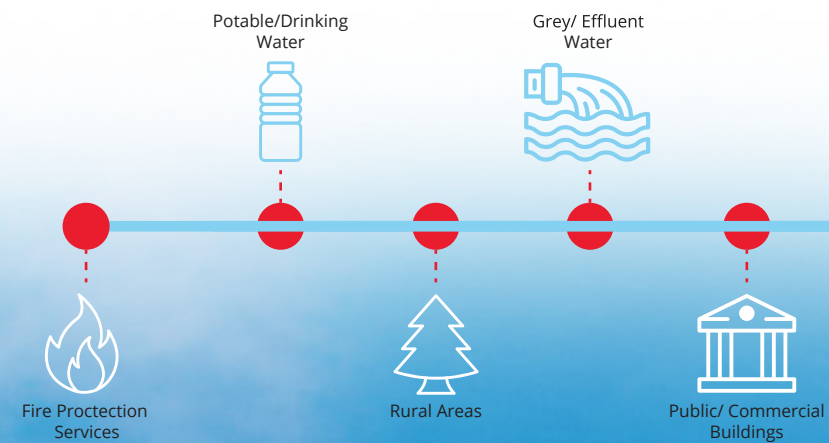 Potable/Drinking
Water
Grey/ Effluent
Water
Fire Proctection
Services
Rural Areas
Public/ Commercial
Buildings